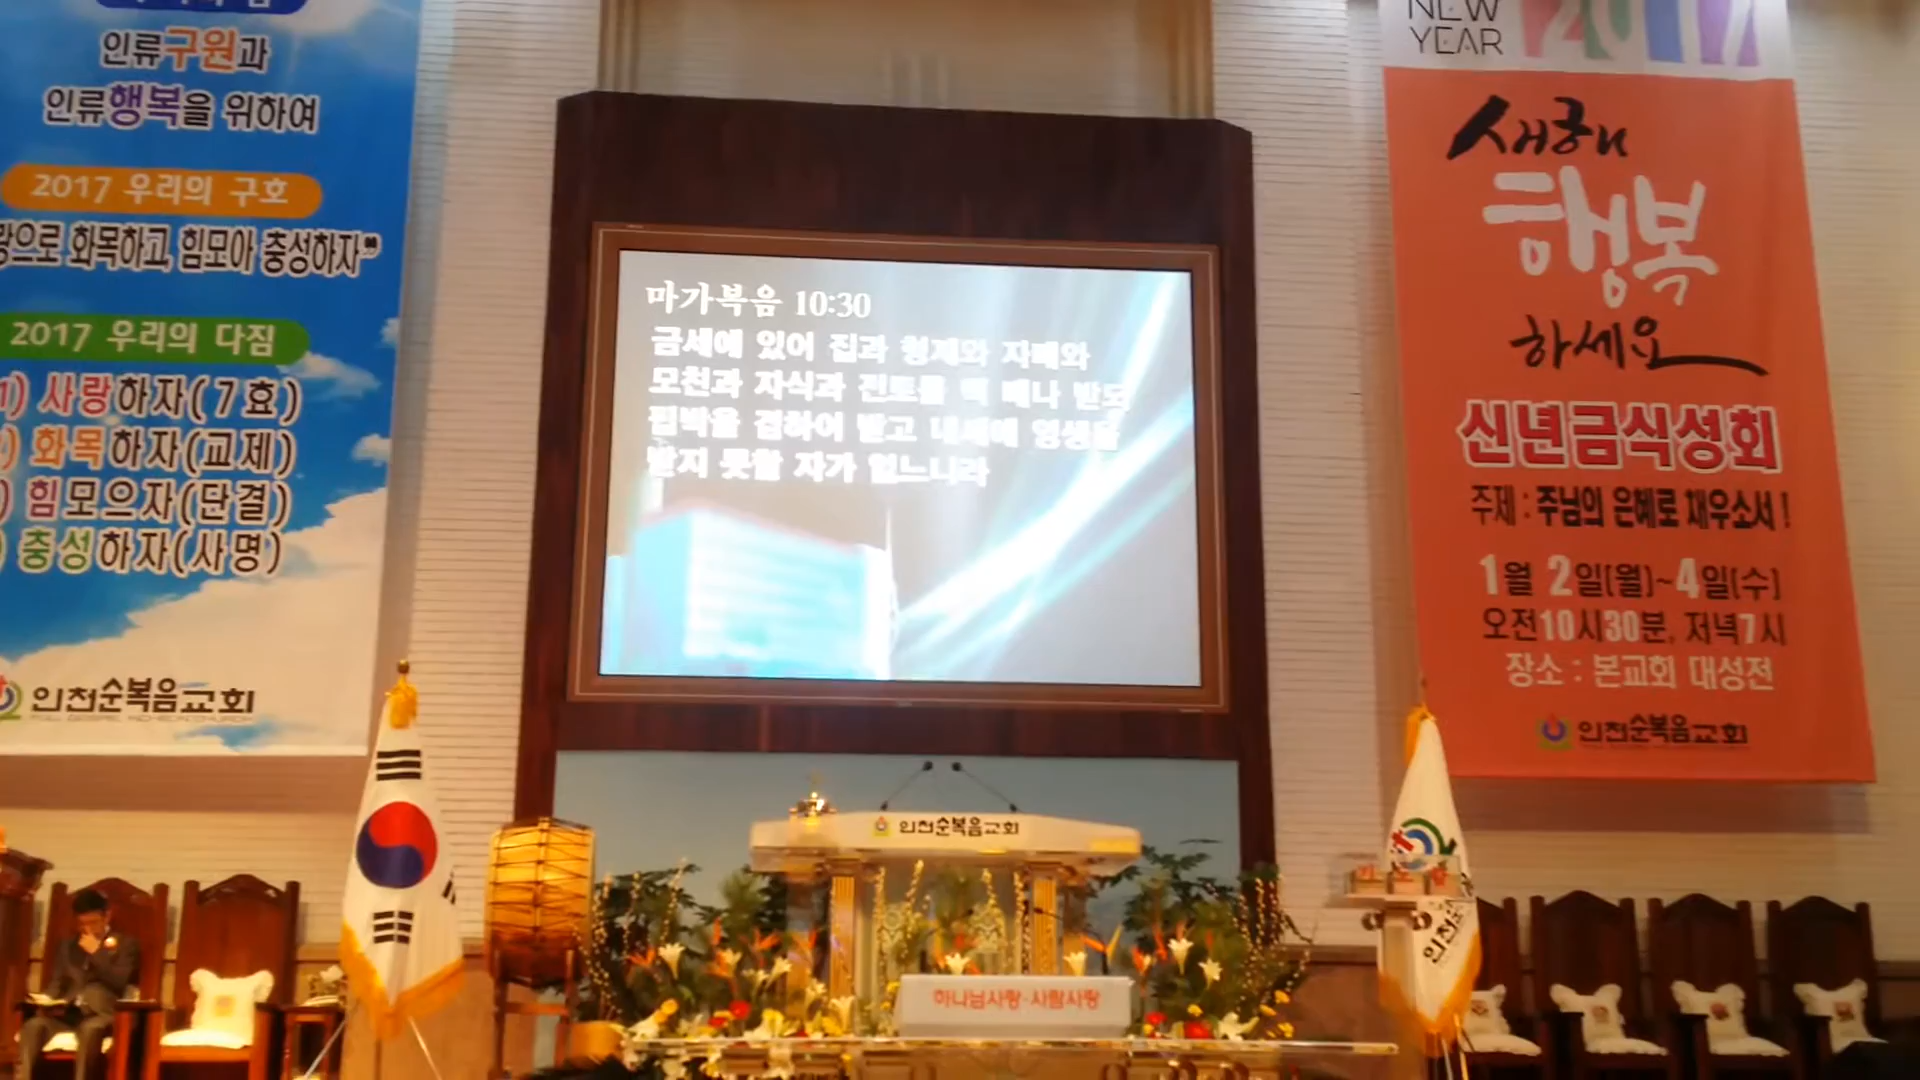 인류구원과
인류행복을 위하여
2017 우리의 구호
으로 화목하고 힘모아 충성하자"
2017 우리의 다짐
1) 사랑하자(7효)
) 화목하자(교제)
) 힘모으자(단결)
) 충성하자(사명)
인천순복음교회
마가복음 10:30
금세에 있어 집과 형제와 자매와
모친과 자식과 전토를 백 배나 받되
핍박을 겸하여 받고 내세에 영생을
받지 못할 자가 없느니라
인천순복음교회
하나님사랑·사람사랑
NEW
YEAR
2017
새해
행복
하세요
신년금식성회
주제 : 주님의 은혜로 채우소서!
1월 2일(월)~4일(수)
오전10시30분, 저녁7시
장소 : 본교회 대성전
인천순복음교회